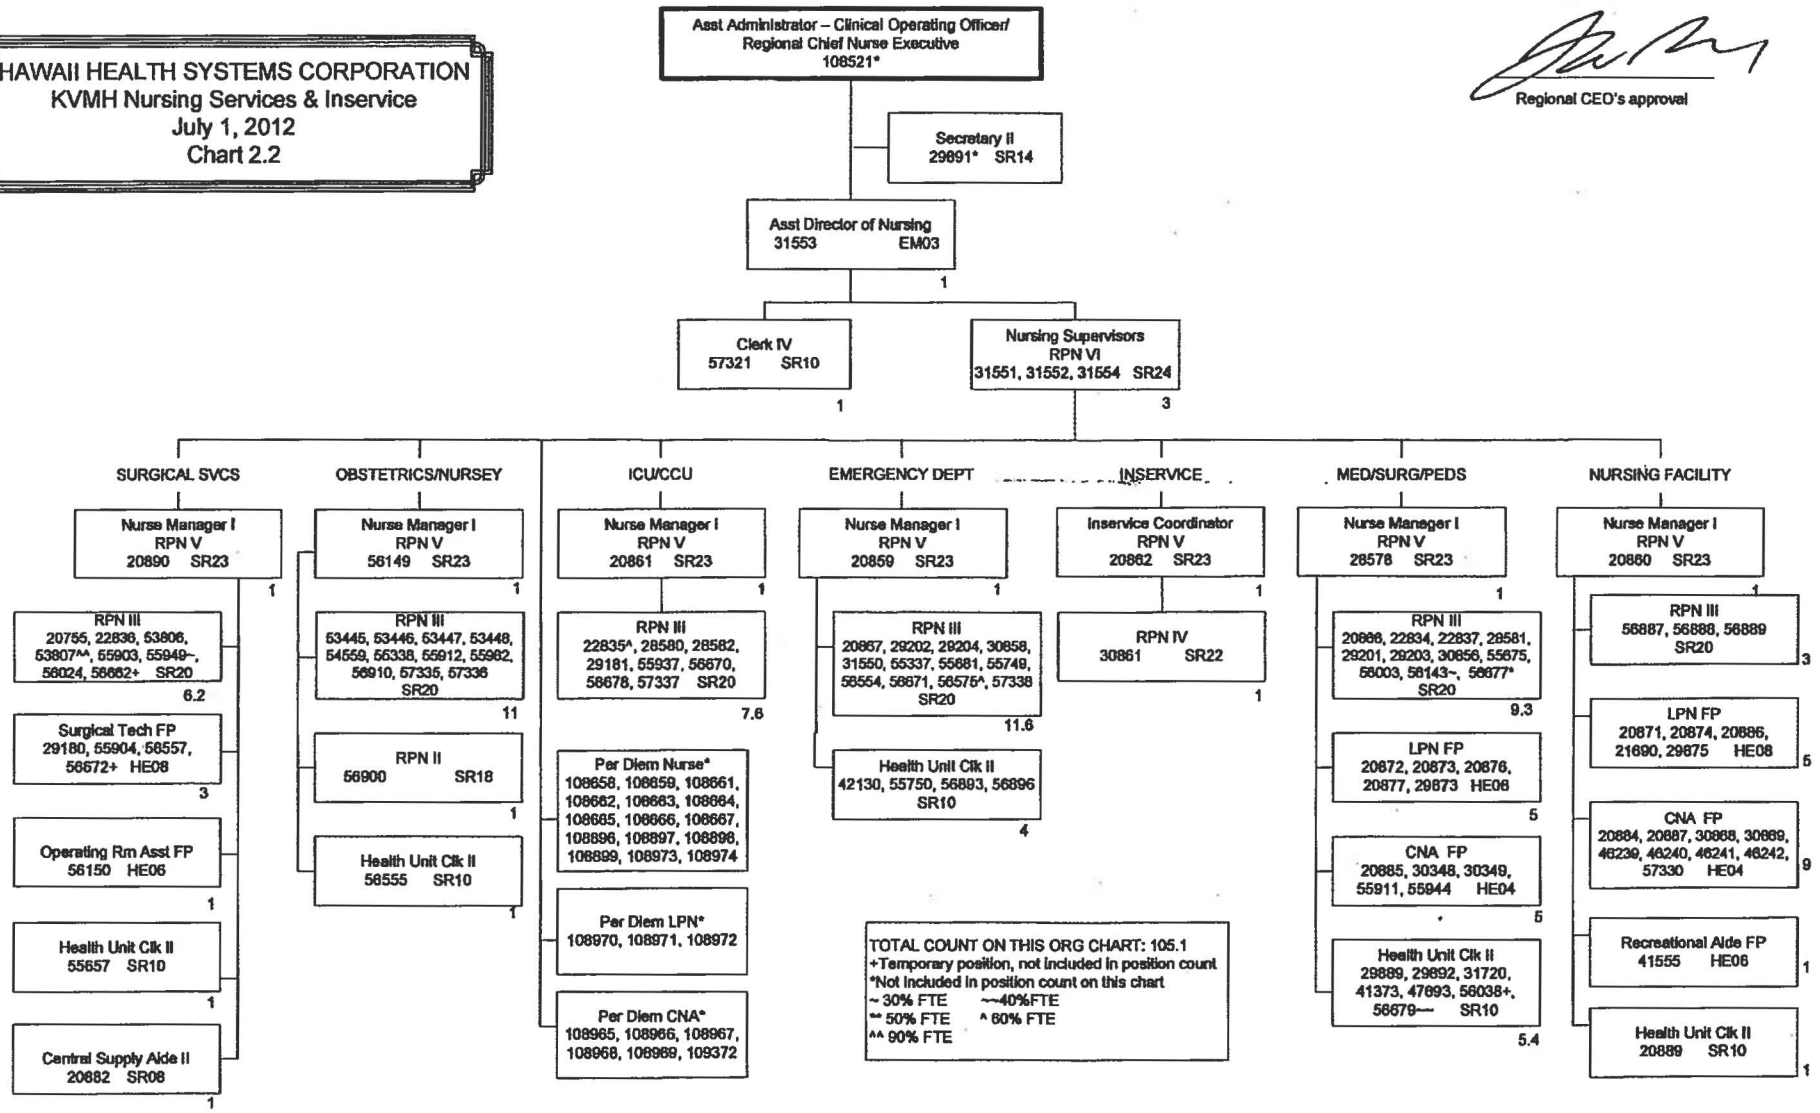 HAWAII HEALTH SYSTEMS CORPORATION
KVMH Nursing Services & Inservice
July 1, 2012
Chart 2.2
Asst Administrator – Clinical Operating Officer/
Regional Chief Nurse Executive
108521*
Regional CEO's approval
Secretary II
29891* SR14
Asst Director of Nursing
31553 EM03
1
Clerk IV
57321 SR10
1
Nursing Supervisors
RPN VI
31551, 31552, 31554 SR24
3
SURGICAL SVCS
Nurse Manager I
RPN V
20890 SR23
1
RPN III
20755, 22836, 53806,
53807^^, 55903, 55949~,
56024, 56662+ SR20
6.2
Surgical Tech FP
29180, 55904, 56557,
56672+ HE08
3
Operating Rm Asst FP
56150 HE06
1
Health Unit Clk II
55657 SR10
1
Central Supply Aide II
20882 SR08
1
OBSTETRICS/NURSEY
Nurse Manager I
RPN V
56149 SR23
1
RPN III
53445, 53446, 53447, 53448,
54559, 55338, 55912, 55982,
56910, 57335, 57336
SR20
11
RPN II
56900 SR18
1
Health Unit Clk II
56555 SR10
1
ICU/CCU
Nurse Manager I
RPN V
20861 SR23
1
RPN III
22835^, 28580, 28582,
29181, 55937, 56670,
56678, 57337 SR20
7.6
Per Diem Nurse*
108658, 108659, 108661,
108662, 108663, 108664,
108665, 108666, 108667,
108896, 108897, 108898,
108899, 108973, 108974
Per Diem LPN*
108970, 108971, 108972
Per Diem CNA*
108965, 108966, 108967,
108968, 108969, 109372
EMERGENCY DEPT
Nurse Manager I
RPN V
20859 SR23
1
RPN III
20867, 29202, 29204, 30858,
31550, 55337, 55681, 55749,
56554, 56671, 56575^, 57338
SR20
11.6
Health Unit Clk II
42130, 55750, 56893, 56896
SR10
4
INSERVICE
Inservice Coordinator
RPN V
20862 SR23
1
RPN IV
30861 SR22
1
MED/SURG/PEDS
Nurse Manager I
RPN V
28578 SR23
1
RPN III
20866, 22834, 22837, 28581,
29201, 29203, 30856, 55675,
56003, 56143~, 56677*
SR20
9.3
LPN FP
20872, 20873, 20876,
20877, 29873 HE08
5
CNA FP
20885, 30348, 30349,
55911, 55944 HE04
5
Health Unit Clk II
29889, 29892, 31720,
41373, 47693, 56038+,
56679~~ SR10
5.4
NURSING FACILITY
Nurse Manager I
RPN V
20860 SR23
1
RPN III
56887, 56888, 56889
SR20
3
LPN FP
20871, 20874, 20886,
21690, 29875 HE08
5
CNA FP
20884, 20887, 30868, 30869,
46239, 46240, 46241, 46242,
57330 HE04
9
Recreational Aide FP
41555 HE06
1
Health Unit Clk II
20889 SR10
1
TOTAL COUNT ON THIS ORG CHART: 105.1
+Temporary position, not included in position count
*Not included in position count on this chart
~ 30% FTE ~~40%FTE
** 50% FTE ^ 60% FTE
^^ 90% FTE